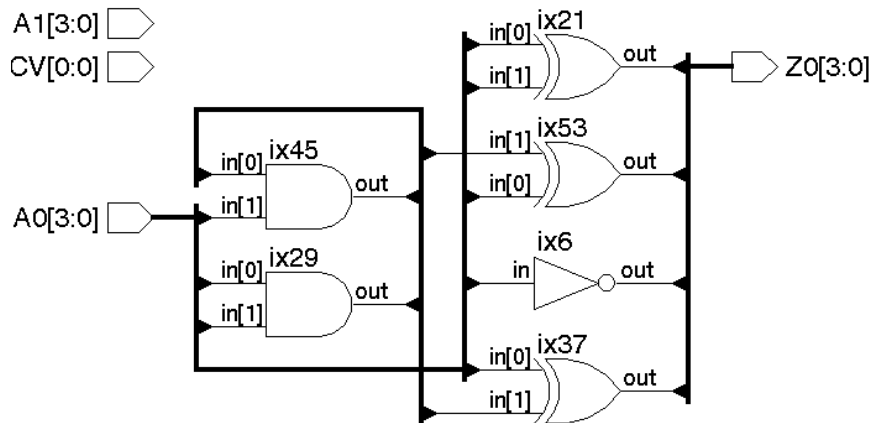 A1[3:0]
CV[0:0]
A0[3:0]
ix45
in[0]
in[1]
out
ix29
in[0]
in[1]
out
ix21
in[0]
in[1]
out
ix53
in[1]
in[0]
out
ix6
in
out
ix37
in[0]
in[1]
out
Z0[3:0]